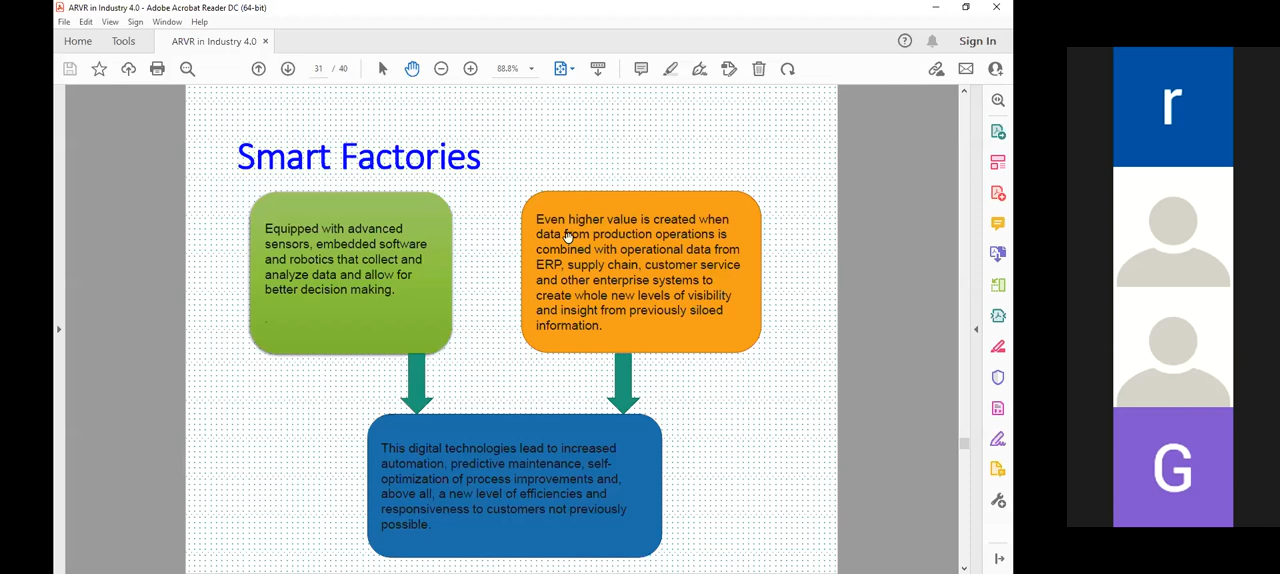 ARVR in Industry 4.0 - Adobe Acrobat Reader DC (64-bit)
File Edit View Sign Window Help
Home Tools ARVR in Industry 4.0 × Sign In
31 / 40 88.8%
Smart Factories
Equipped with advanced
sensors, embedded software
and robotics that collect and
analyze data and allow for
better decision making.
.
Even higher value is created when
data from production operations is
combined with operational data from
ERP, supply chain, customer service
and other enterprise systems to
create whole new levels of visibility
and insight from previously siloed
information.
This digital technologies lead to increased
automation, predictive maintenance, self-
optimization of process improvements and,
above all, a new level of efficiencies and
responsiveness to customers not previously
possible.
r
G